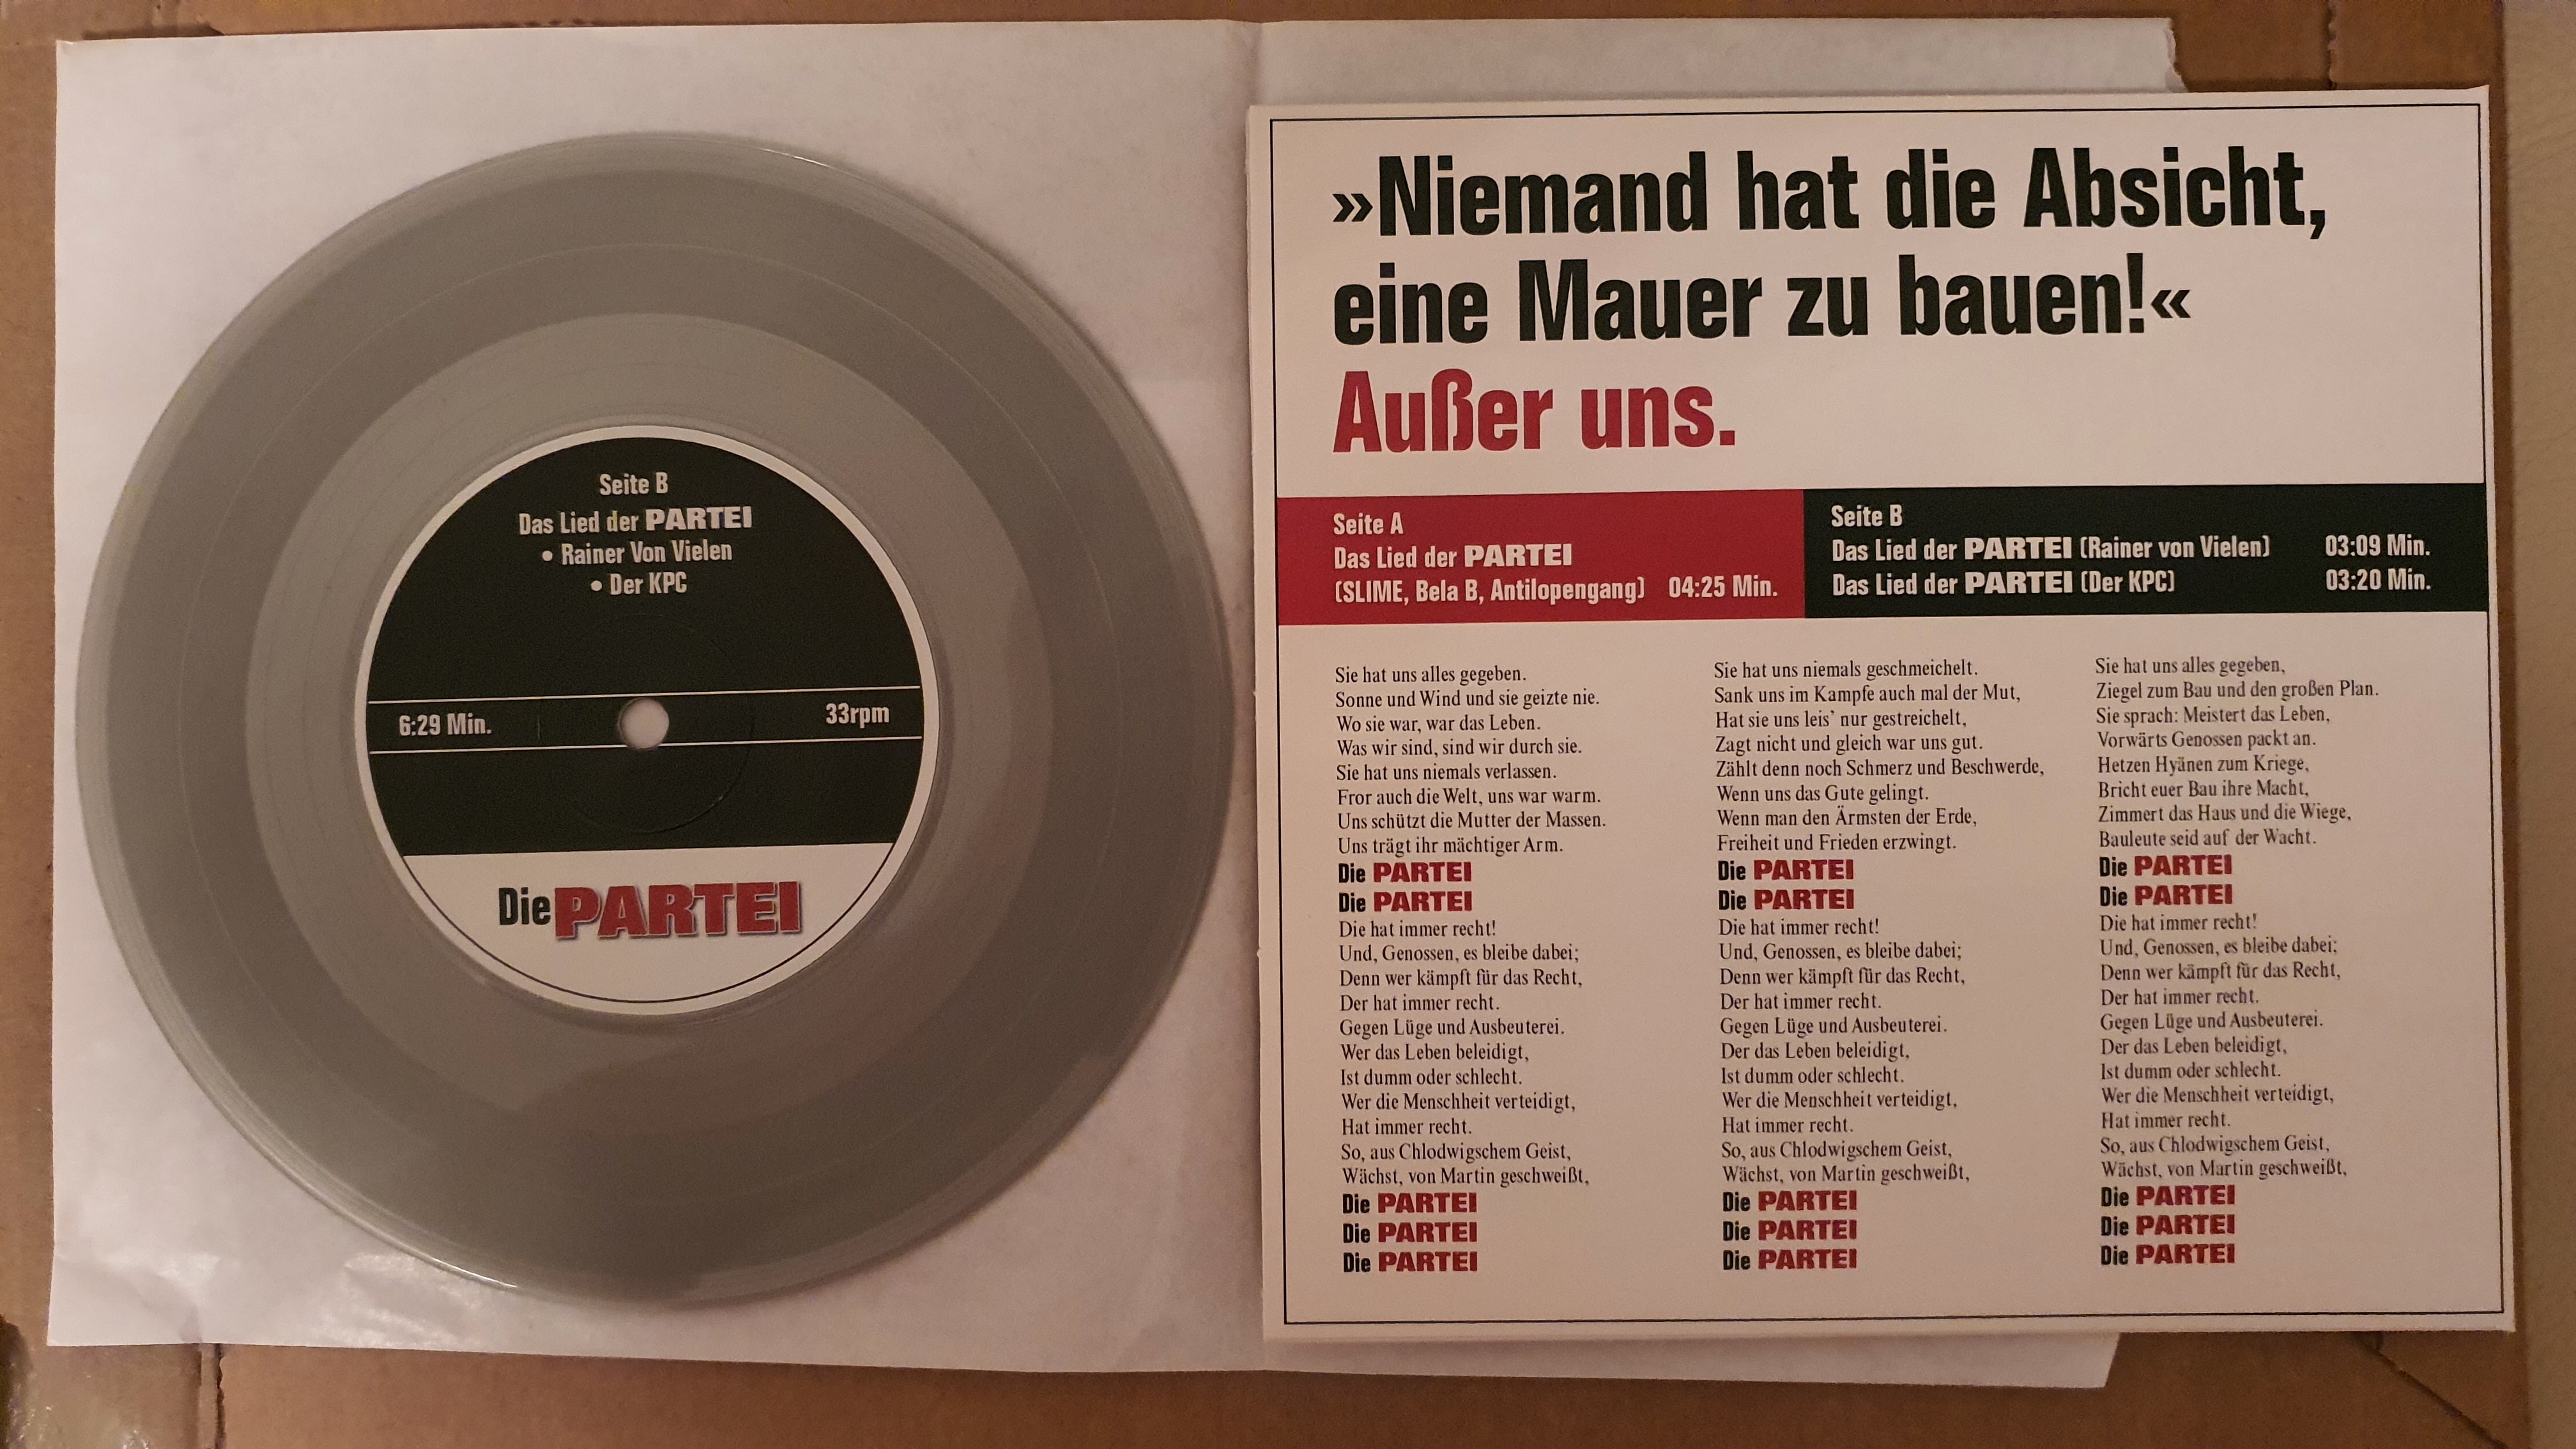 Seite B
Das Lied der PARTEI
• Rainer Von Vielen
• Der KPC
6:29 Min.
33rpm
Die PARTEI
»Niemand hat die Absicht,
eine Mauer zu bauen!«
Außer uns.
Seite A
Das Lied der PARTEI
(SLIME, Bela B, Antilopengang) 04:25 Min.
Seite B
Das Lied der PARTEI (Rainer von Vielen) 03:09 Min.
Das Lied der PARTEI (Der KPC) 03:20 Min.
Sie hat uns alles gegeben.
Sonne und Wind und sie geizte nie.
Wo sie war, war das Leben.
Was wir sind, sind wir durch sie.
Sie hat uns niemals verlassen.
Fror auch die Welt, uns war warm.
Uns schützt die Mutter der Massen.
Uns trägt ihr mächtiger Arm.
Die PARTEI
Die PARTEI
Die hat immer recht!
Und, Genossen, es bleibe dabei;
Denn wer kämpft für das Recht,
Der hat immer recht.
Gegen Lüge und Ausbeuterei.
Wer das Leben beleidigt,
Ist dumm oder schlecht.
Wer die Menschheit verteidigt,
Hat immer recht.
So, aus Chlodwigschem Geist,
Wächst, von Martin geschweißt,
Die PARTEI
Die PARTEI
Die PARTEI
Sie hat uns niemals geschmeichelt.
Sank uns im Kampfe auch mal der Mut,
Hat sie uns leis' nur gestreichelt,
Zagt nicht und gleich war uns gut.
Zählt denn noch Schmerz und Beschwerde,
Wenn uns das Gute gelingt.
Wenn man den Ärmsten der Erde,
Freiheit und Frieden erzwingt.
Die PARTEI
Die PARTEI
Die hat immer recht!
Und, Genossen, es bleibe dabei;
Denn wer kämpft für das Recht,
Der hat immer recht.
Gegen Lüge und Ausbeuterei.
Der das Leben beleidigt,
Ist dumm oder schlecht.
Wer die Menschheit verteidigt,
Hat immer recht.
So, aus Chlodwigschem Geist,
Wächst, von Martin geschweißt,
Die PARTEI
Die PARTEI
Die PARTEI
Sie hat uns alles gegeben,
Ziegel zum Bau und den großen Plan.
Sie sprach: Meistert das Leben,
Vorwärts Genossen packt an.
Hetzen Hyänen zum Kriege,
Bricht euer Bau ihre Macht,
Zimmert das Haus und die Wiege,
Bauleute seid auf der Wacht.
Die PARTEI
Die PARTEI
Die hat immer recht!
Und, Genossen, es bleibe dabei;
Denn wer kämpft für das Recht,
Der hat immer recht.
Gegen Lüge und Ausbeuterei.
Der das Leben beleidigt,
Ist dumm oder schlecht.
Wer die Menschheit verteidigt,
Hat immer recht.
So, aus Chlodwigschem Geist,
Wächst, von Martin geschweißt,
Die PARTEI
Die PARTEI
Die PARTEI